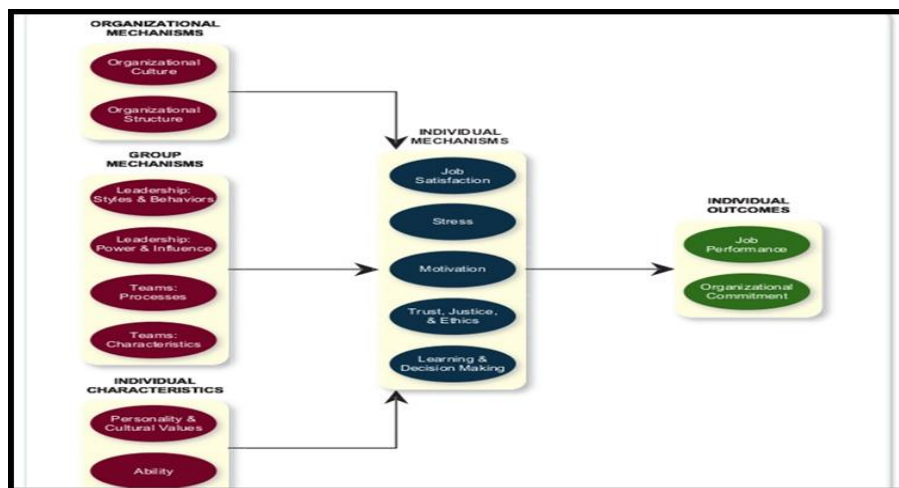 ORGANIZATIONAL
MECHANISMS
Organizational
Culture
Organizational
Structure
GROUP
MECHANISMS
Leadership:
Styles & Behaviors
Leadership:
Power & Influence
Teams:
Processes
Teams:
Characteristics
INDIVIDUAL
CHARACTERISTICS
Personality &
Cultural Values
Ability
INDIVIDUAL
MECHANISMS
Job
Satisfaction
Stress
Motivation
Trust, Justice,
& Ethics
Learning &
Decision Making
INDIVIDUAL
OUTCOMES
Job
Performance
Organizational
Commitment